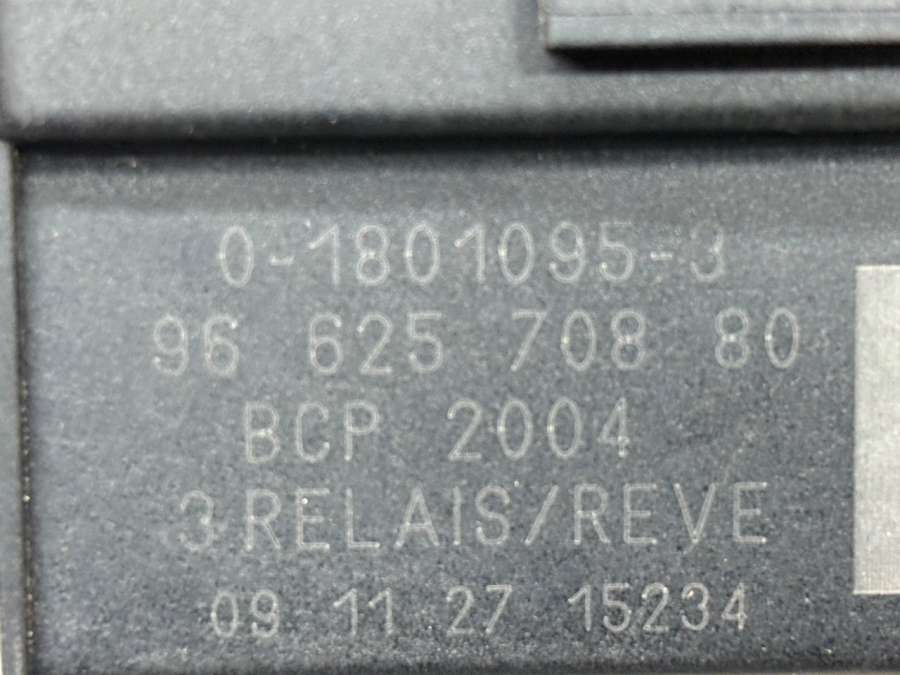 0-1801095-3
96 625 708 80
BCP 2004
3 RELAIS/REVE
09 11 27 15234